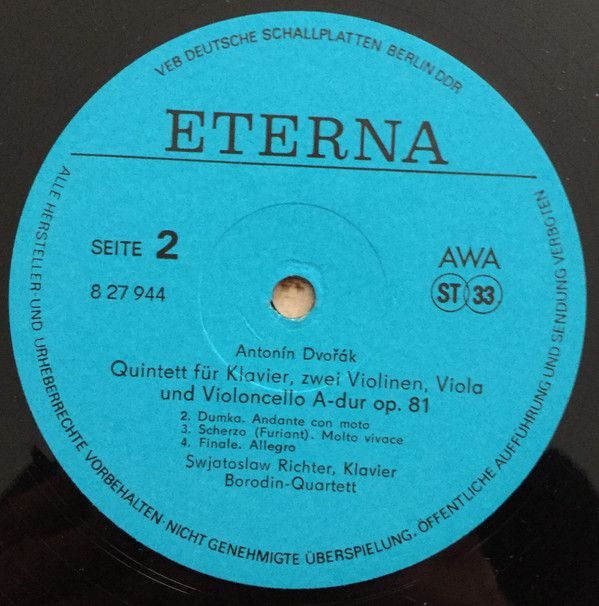 VEB DEUTSCHE SCHALLPLATTEN BERLIN DDR
ETERNA
SEITE 2
8 27 944
AWA
ST 33
Antonín Dvořák
Quintett für Klavier, zwei Violinen, Viola
und Violoncello A-dur op. 81
2. Dumka. Andante con moto
3. Scherzo (Furiant). Molto vivace
4. Finale. Allegro
Swjatoslaw Richter, Klavier
Borodin-Quartett
ALLE HERSTELLER- UND URHEBERRECHTE VORBEHALTEN· NICHT GENEHMIGTE ÜBERSPIELUNG, ÖFFENTLICHE AUFFÜHRUNG UND SENDUNG VERBOTEN